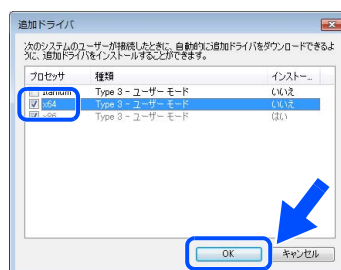 追加ドライバ
次のシステムのユーザーが接続したときに、自動的に追加ドライバをダウンロードできるよ
うに、追加ドライバをインストールすることができます。
プロセッサ 種類 インストー...
Itanium Type 3 - ユーザー モード いいえ
x64 Type 3 - ユーザー モード いいえ
x86 Type 3 - ユーザー モード はい
OK キャンセル